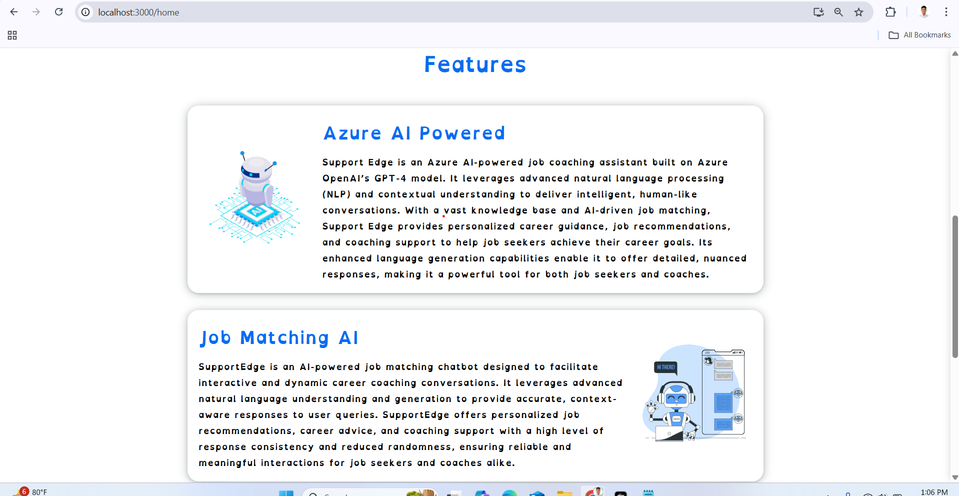 localhost:3000/home
All Bookmarks
Features
Azure AI Powered
Support Edge is an Azure AI-powered job coaching assistant built on Azure
OpenAI's GPT-4 model. It leverages advanced natural language processing
(NLP) and contextual understanding to deliver intelligent, human-like
conversations. With a vast knowledge base and AI-driven job matching,
Support Edge provides personalized career guidance, job recommendations,
and coaching support to help job seekers achieve their career goals. Its
enhanced language generation capabilities enable it to offer detailed, nuanced
responses, making it a powerful tool for both job seekers and coaches.
Job Matching AI
SupportEdge is an AI-powered job matching chatbot designed to facilitate
interactive and dynamic career coaching conversations. It leverages advanced
natural language understanding and generation to provide accurate, context-
aware responses to user queries. SupportEdge offers personalized job
recommendations, career advice, and coaching support with a high level of
response consistency and reduced randomness, ensuring reliable and
meaningful interactions for job seekers and coaches alike.
HI THERE!
6
80°F
1:06 PM